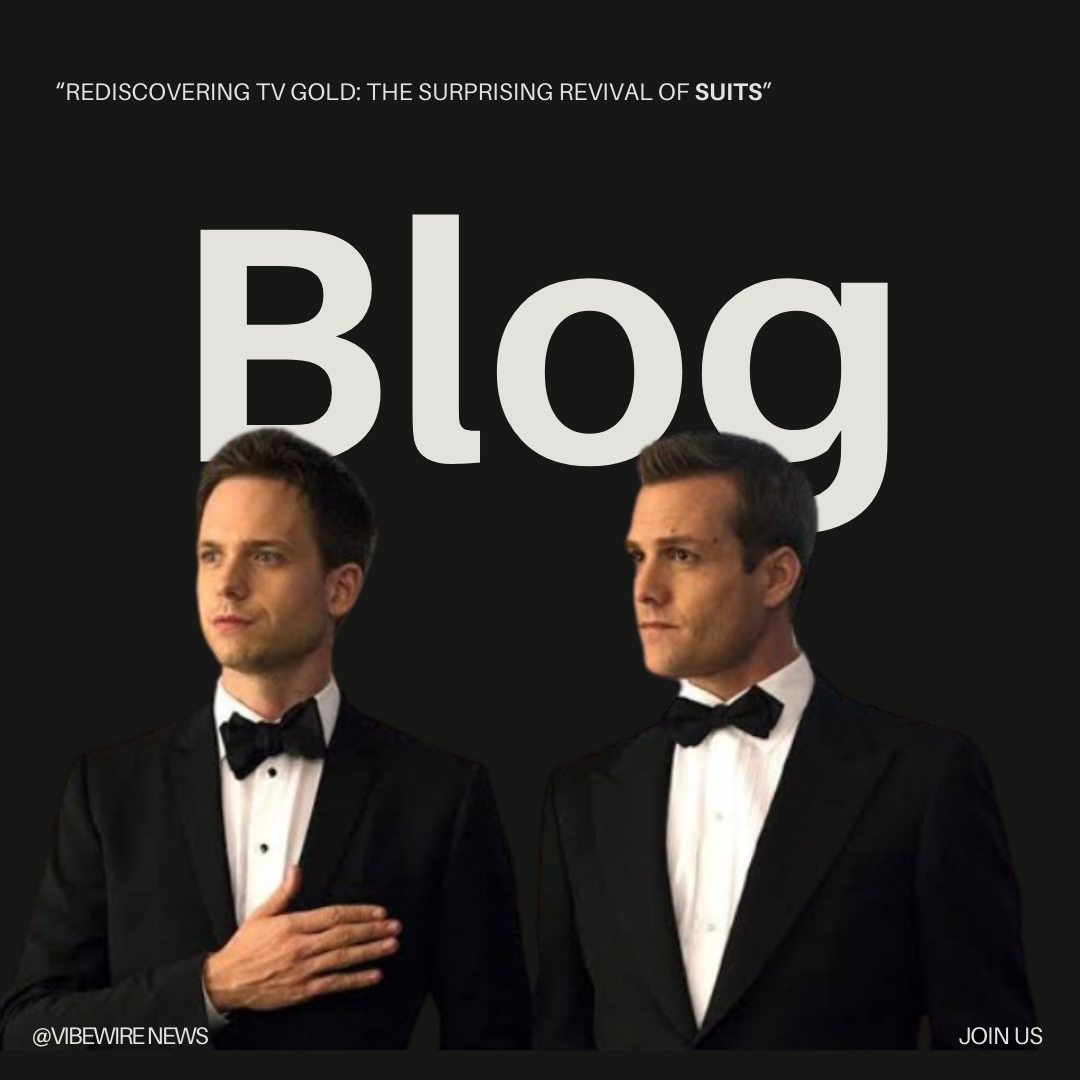 “REDISCOVERING TV GOLD: THE SURPRISING REVIVAL OF SUITS”
Blog
@VIBEWIRE NEWS
JOIN US